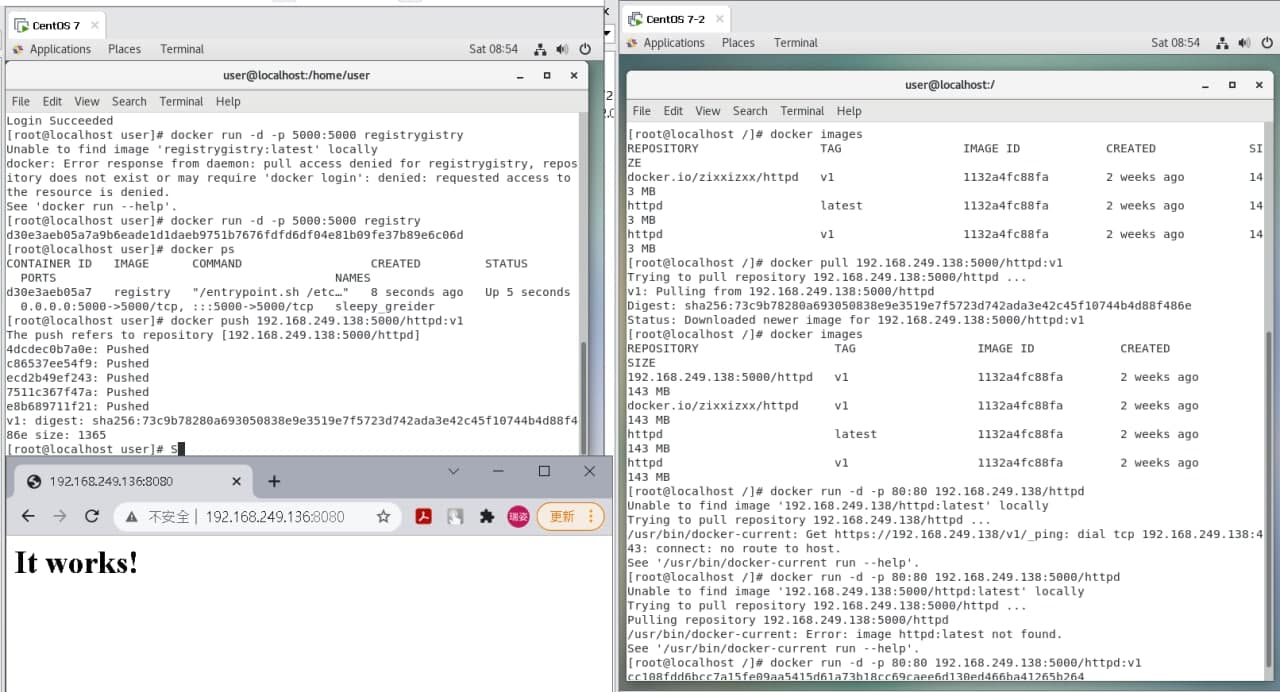 CentOS 7
Applications Places Terminal Sat 08:54
user@localhost:/home/user
File Edit View Search Terminal Help
Login Succeeded
[root@localhost user]# docker run -d -p 5000:5000 registrygistry
Unable to find image 'registrygistry:latest' locally
docker: Error response from daemon: pull access denied for registrygistry, repos
itory does not exist or may require 'docker login': denied: requested access to
the resource is denied.
See 'docker run --help'.
[root@localhost user]# docker run -d -p 5000:5000 registry
d30e3aeb05a7a9b6eade1d1daeb9751b7676fdfd6df04e81b09fe37b89e6c06d
[root@localhost user]# docker ps
CONTAINER ID IMAGE COMMAND CREATED STATUS
PORTS NAMES
d30e3aeb05a7 registry "/entrypoint.sh /etc…" 8 seconds ago Up 5 seconds
0.0.0.0:5000->5000/tcp, :::5000->5000/tcp sleepy_greider
[root@localhost user]# docker push 192.168.249.138:5000/httpd:v1
The push refers to repository [192.168.249.138:5000/httpd]
4dcdec0b7a0e: Pushed
c86537ee54f9: Pushed
ecd2b49ef243: Pushed
7511c367f47a: Pushed
e8b689711f21: Pushed
v1: digest: sha256:73c9b78280a693050838e9e3519e7f5723d742ada3e42c45f10744b4d88f4
86e size: 1365
[root@localhost user]# S
192.168.249.136:8080
不安全 | 192.168.249.136:8080 瑞姿 更新
It works!
CentOS 7-2
Applications Places Terminal Sat 08:54
user@localhost:/
File Edit View Search Terminal Help
[root@localhost /]# docker images
REPOSITORY TAG IMAGE ID CREATED SI
ZE
docker.io/zixxizxx/httpd v1 1132a4fc88fa 2 weeks ago 14
3 MB
httpd latest 1132a4fc88fa 2 weeks ago 14
3 MB
httpd v1 1132a4fc88fa 2 weeks ago 14
3 MB
[root@localhost /]# docker pull 192.168.249.138:5000/httpd:v1
Trying to pull repository 192.168.249.138:5000/httpd ...
v1: Pulling from 192.168.249.138:5000/httpd
Digest: sha256:73c9b78280a693050838e9e3519e7f5723d742ada3e42c45f10744b4d88f486e
Status: Downloaded newer image for 192.168.249.138:5000/httpd:v1
[root@localhost /]# docker images
REPOSITORY TAG IMAGE ID CREATED
SIZE
192.168.249.138:5000/httpd v1 1132a4fc88fa 2 weeks ago
143 MB
docker.io/zixxizxx/httpd v1 1132a4fc88fa 2 weeks ago
143 MB
httpd latest 1132a4fc88fa 2 weeks ago
143 MB
httpd v1 1132a4fc88fa 2 weeks ago
143 MB
[root@localhost /]# docker run -d -p 80:80 192.168.249.138/httpd
Unable to find image '192.168.249.138/httpd:latest' locally
Trying to pull repository 192.168.249.138/httpd ...
/usr/bin/docker-current: Get https://192.168.249.138/v1/_ping: dial tcp 192.168.249.138:4
43: connect: no route to host.
See '/usr/bin/docker-current run --help'.
[root@localhost /]# docker run -d -p 80:80 192.168.249.138:5000/httpd
Unable to find image '192.168.249.138:5000/httpd:latest' locally
Trying to pull repository 192.168.249.138:5000/httpd ...
Pulling repository 192.168.249.138:5000/httpd
/usr/bin/docker-current: Error: image httpd:latest not found.
See '/usr/bin/docker-current run --help'.
[root@localhost /]# docker run -d -p 80:80 192.168.249.138:5000/httpd:v1
cc108fdd6bcc7a15fe09aa5415d61a73b18cc69caee6d130ed466ba41265b264